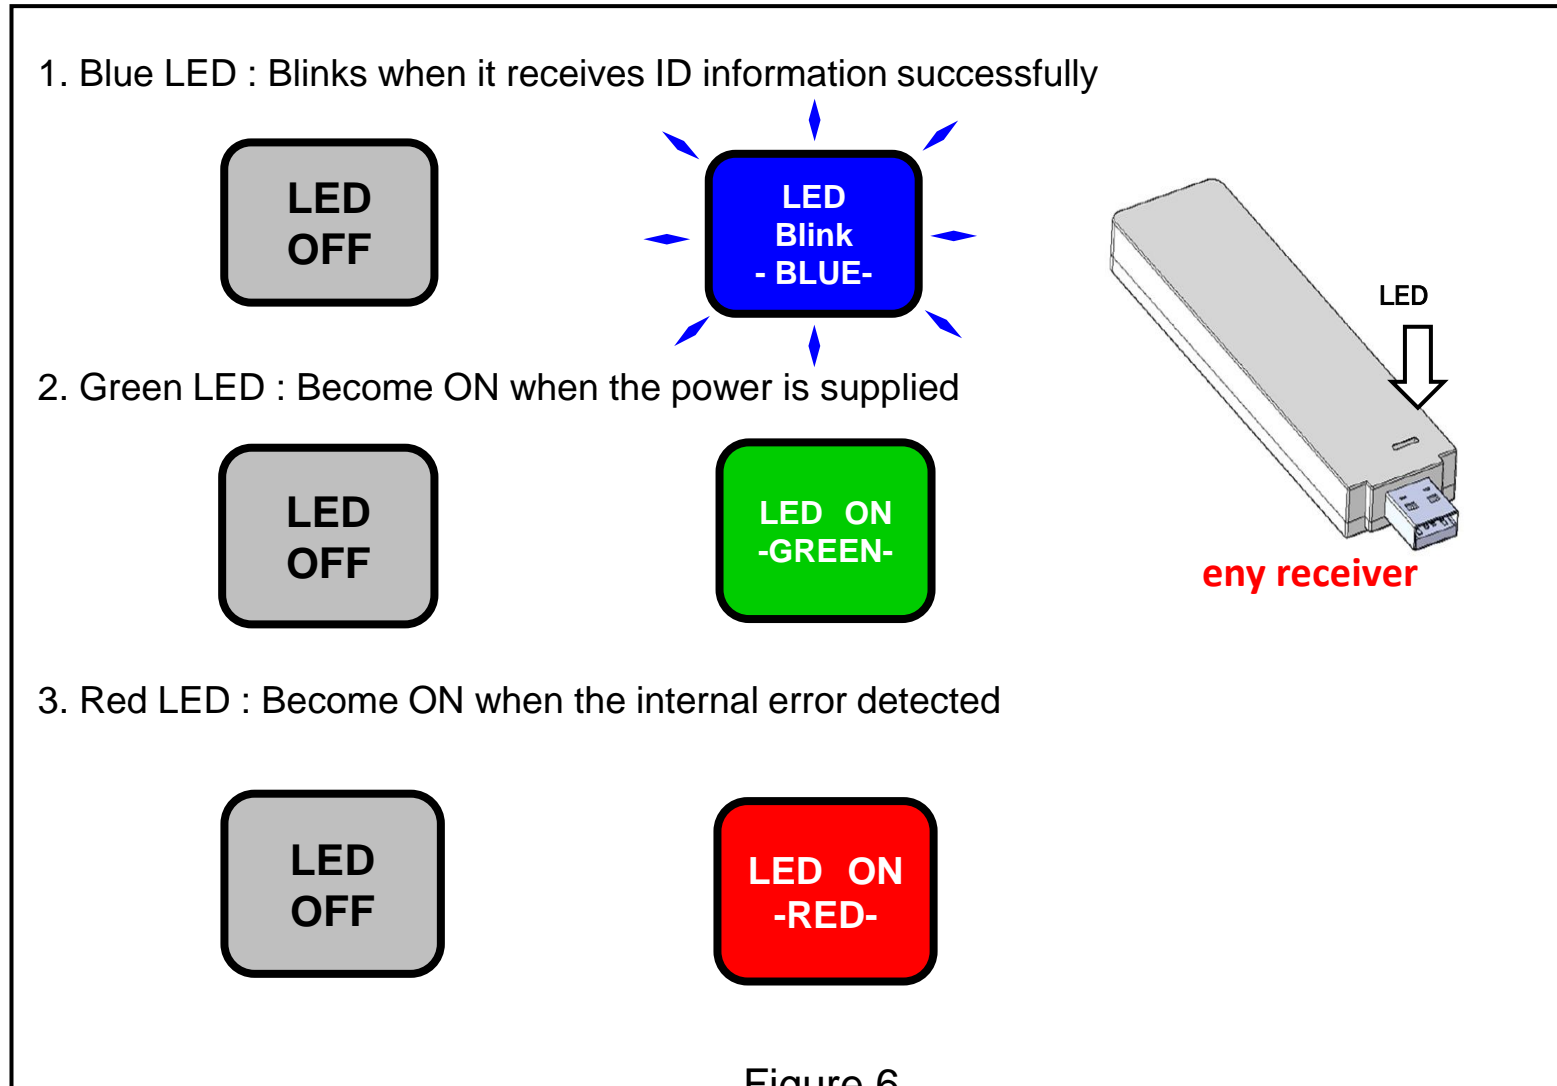 1. Blue LED : Blinks when it receives ID information successfully
LED
OFF
LED
Blink
- BLUE-
LED
2. Green LED : Become ON when the power is supplied
LED
OFF
LED ON
-GREEN-
eny receiver
3. Red LED : Become ON when the internal error detected
LED
OFF
LED ON
-RED-
Figure 6